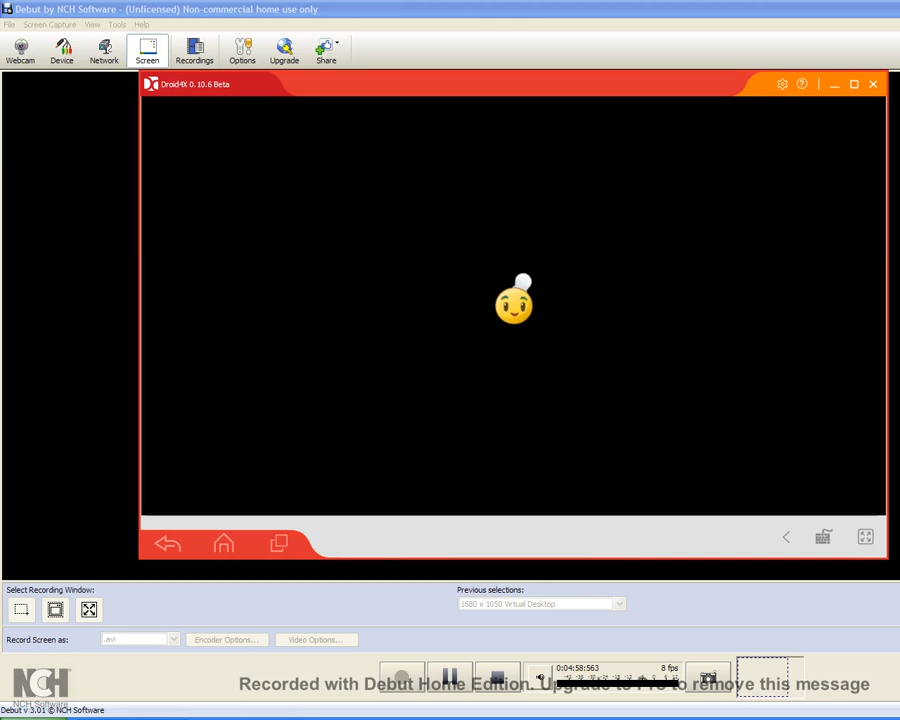 Debut by NCH Software - (Unlicensed) Non-commercial home use only
File Screen Capture View Tools Help
Webcam Device Network Screen Recordings Options Upgrade Share
Droid4X 0.10.6 Beta
Select Recording Window:
Previous selections:
1680 x 1050 Virtual Desktop
Record Screen as: .avi Encoder Options... Video Options...
0:04:58:563 8 fps
Recorded with Debut Home Edition. Upgrade to Pro to remove this message
NCH
NCH Software
Debut v 3.01 © NCH Software